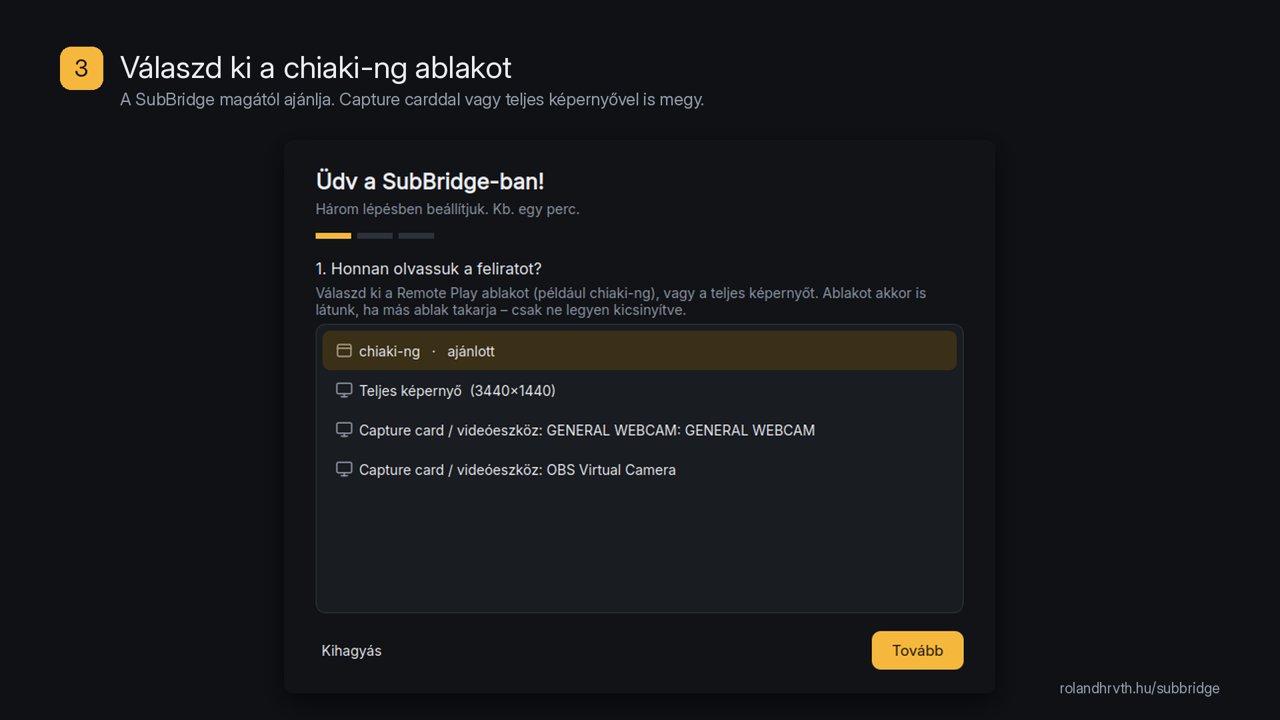 3
Válaszd ki a chiaki-ng ablakot
A SubBridge magától ajánlja. Capture carddal vagy teljes képernyővel is megy.
Üdv a SubBridge-ban!
Három lépésben beállítjuk. Kb. egy perc.
1. Honnan olvassuk a feliratot?
Válaszd ki a Remote Play ablakot (például chiaki-ng), vagy a teljes képernyőt. Ablakot akkor is
látunk, ha más ablak takarja – csak ne legyen kicsinyítve.
chiaki-ng · ajánlott
Teljes képernyő (3440×1440)
Capture card / videóeszköz: GENERAL WEBCAM: GENERAL WEBCAM
Capture card / videóeszköz: OBS Virtual Camera
Kihagyás
Tovább
rolandhrvth.hu/subbridge